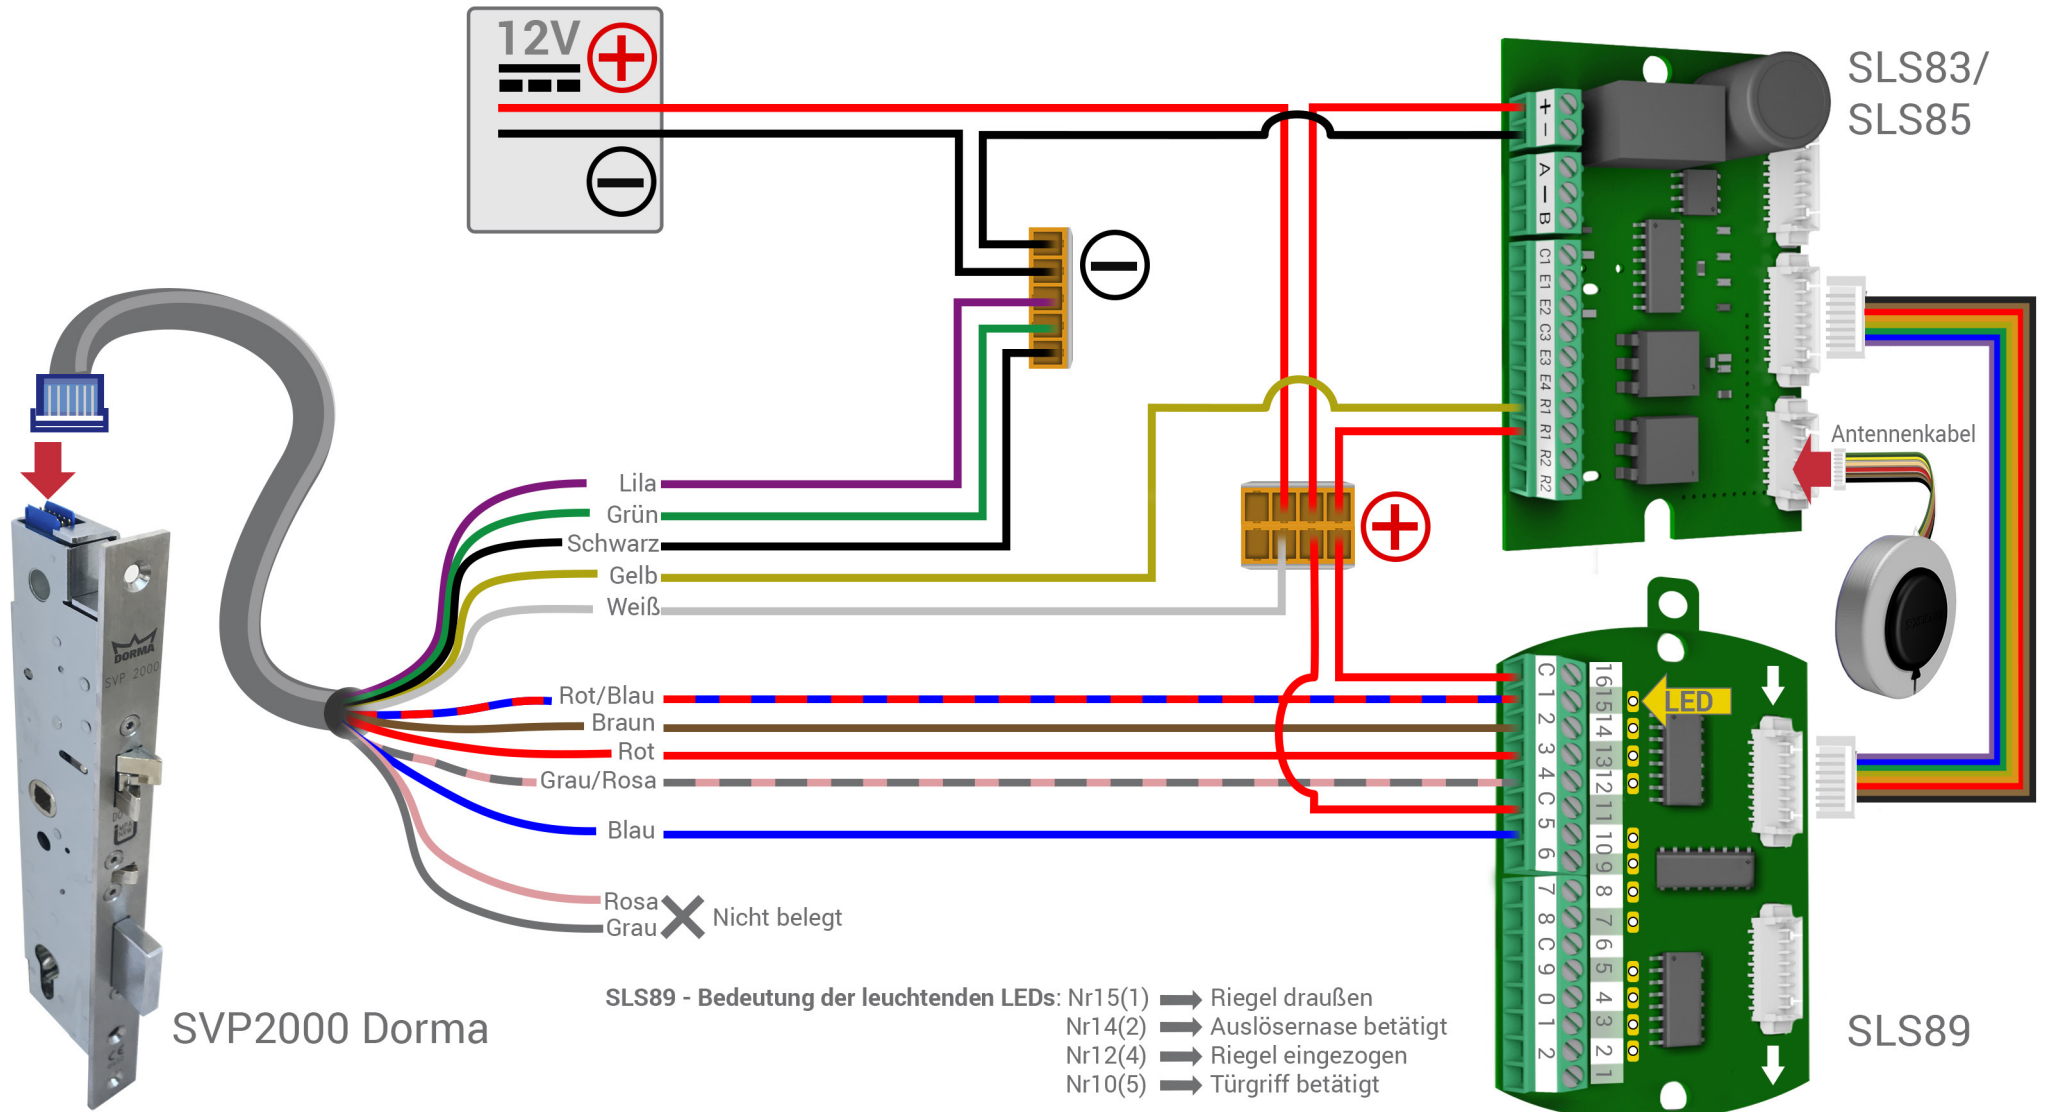 12V
SLS83/
SLS85
+
−
A
—
B
C1
E1
E2
C3
E3
E4
R1
R1
R2
R2
Antennenkabel
Lila
Grün
Schwarz
Gelb
Weiß
Rot/Blau
Braun
Rot
Grau/Rosa
Blau
Rosa
Grau
Nicht belegt
DORMA
SVP 2000
SVP2000 Dorma
C
1
2
3
4
C
5
6
7
8
C
9
0
1
2
16
15
14
13
12
11
10
9
8
7
6
5
4
3
2
1
LED
SLS89 - Bedeutung der leuchtenden LEDs: Nr15(1) Riegel draußen
Nr14(2) Auslösernase betätigt
Nr12(4) Riegel eingezogen
Nr10(5) Türgriff betätigt
SLS89